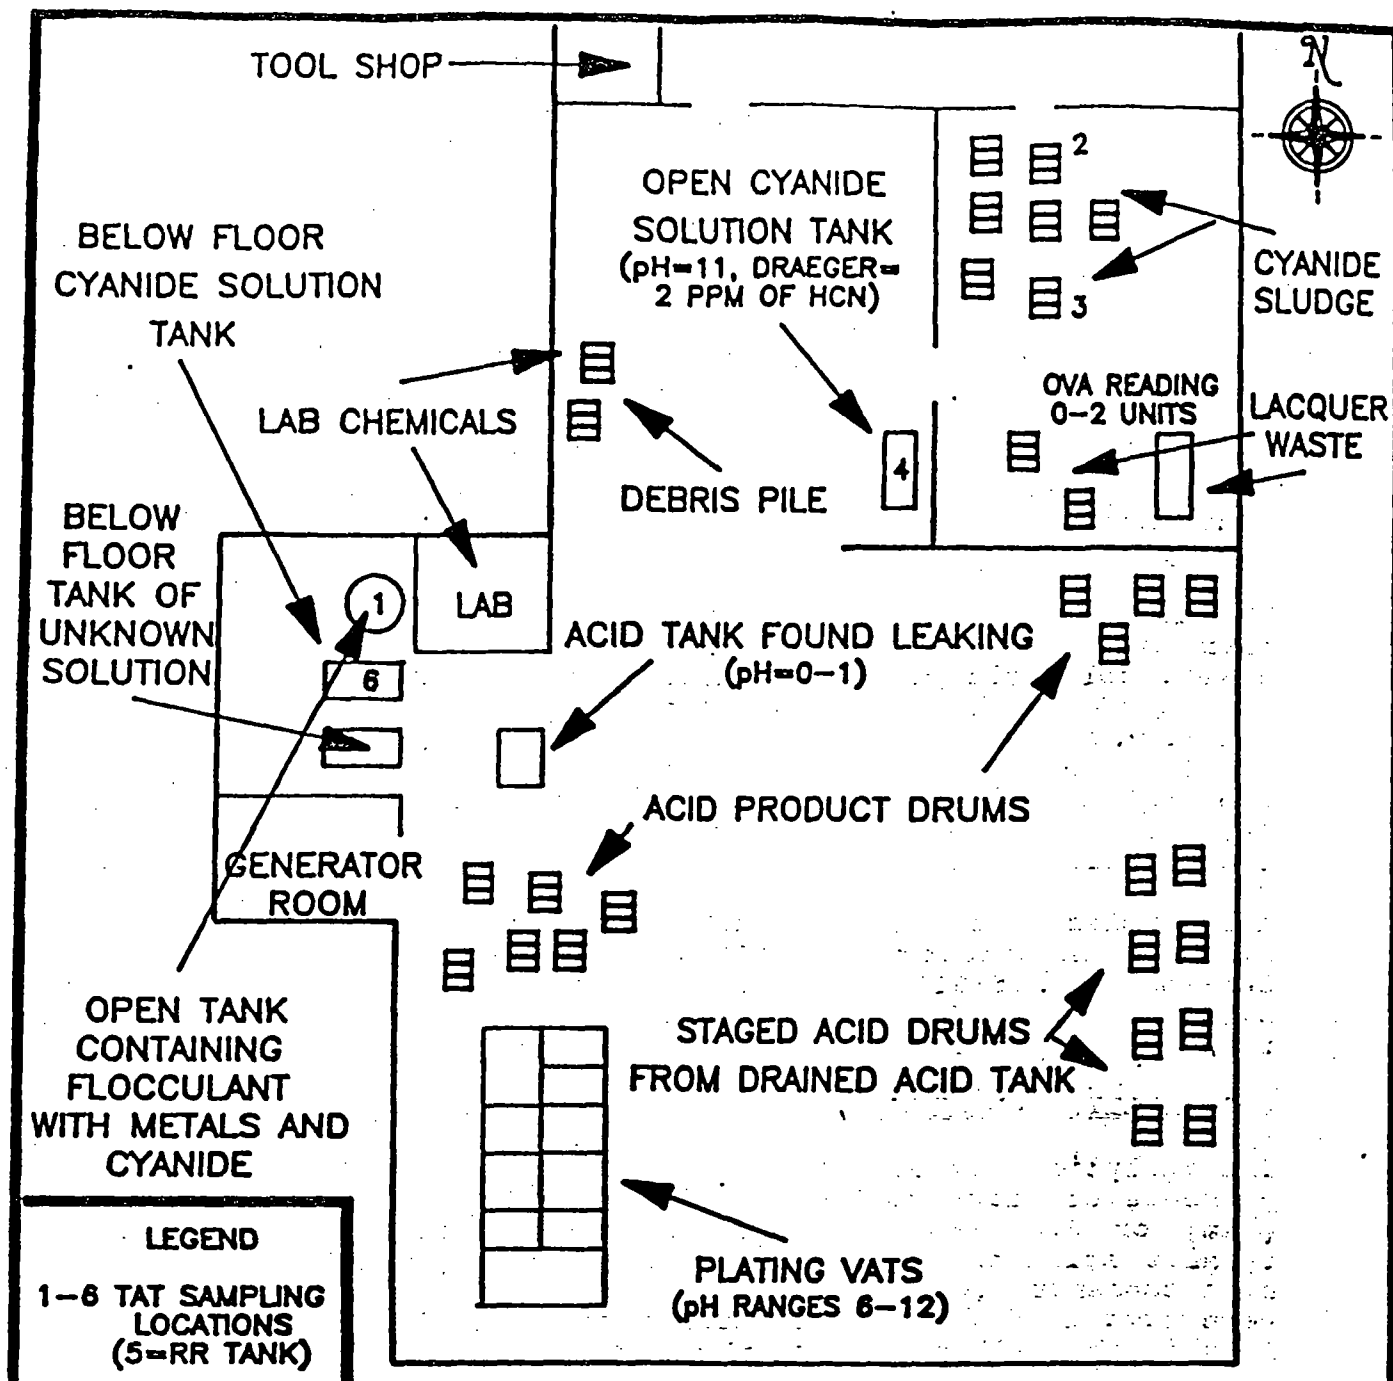 TOOL SHOP
N
OPEN CYANIDE
SOLUTION TANK
(pH=11, DRAEGER=
2 PPM OF HCN)
2
3
CYANIDE
SLUDGE
BELOW FLOOR
CYANIDE SOLUTION
TANK
LAB CHEMICALS
DEBRIS PILE
4
OVA READING
0-2 UNITS
LACQUER
WASTE
BELOW
FLOOR
TANK OF
UNKNOWN
SOLUTION
1
LAB
6
ACID TANK FOUND LEAKING
(pH=0-1)
ACID PRODUCT DRUMS
GENERATOR
ROOM
OPEN TANK
CONTAINING
FLOCCULANT
WITH METALS AND
CYANIDE
STAGED ACID DRUMS
FROM DRAINED ACID TANK
PLATING VATS
(pH RANGES 6-12)
LEGEND
1-6 TAT SAMPLING
LOCATIONS
(5=RR TANK)